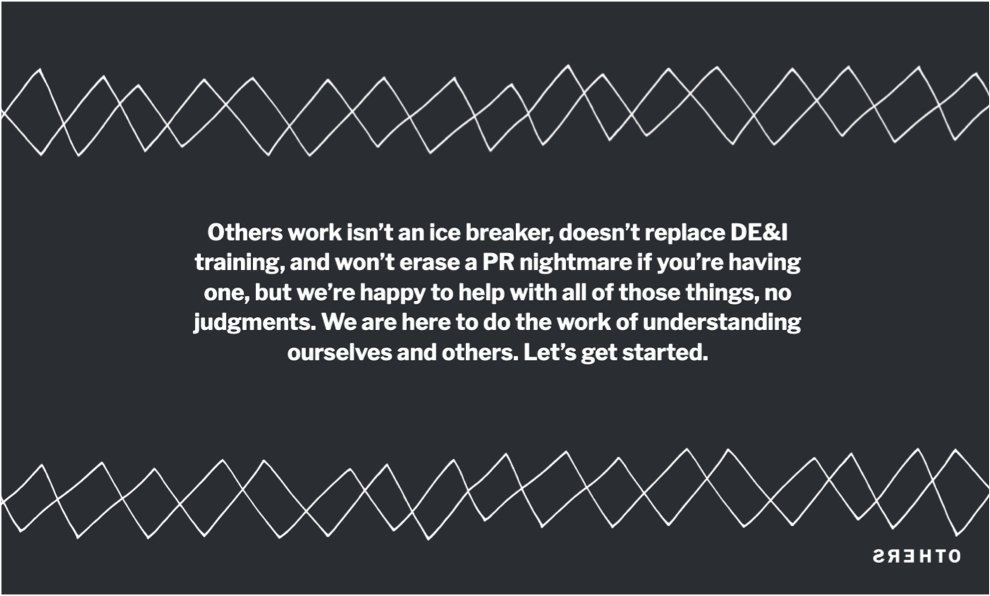 Others work isn’t an ice breaker, doesn’t replace DE&I
training, and won’t erase a PR nightmare if you’re having
one, but we’re happy to help with all of those things, no
judgments. We are here to do the work of understanding
ourselves and others. Let’s get started.
OTHERS